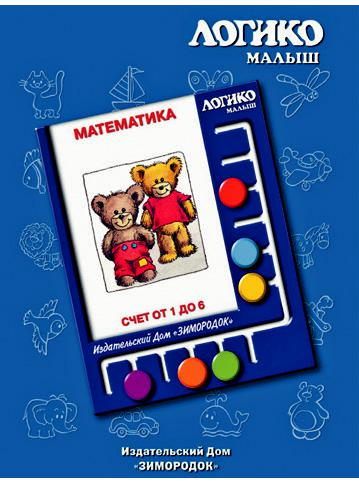 ЛОГИКО
МАЛЫШ
ЛОГИКО
МАЛЫШ
МАТЕМАТИКА
СЧЕТ ОТ 1 ДО 6
Издательский Дом «ЗИМОРОДОК»
Издательский Дом
«ЗИМОРОДОК»